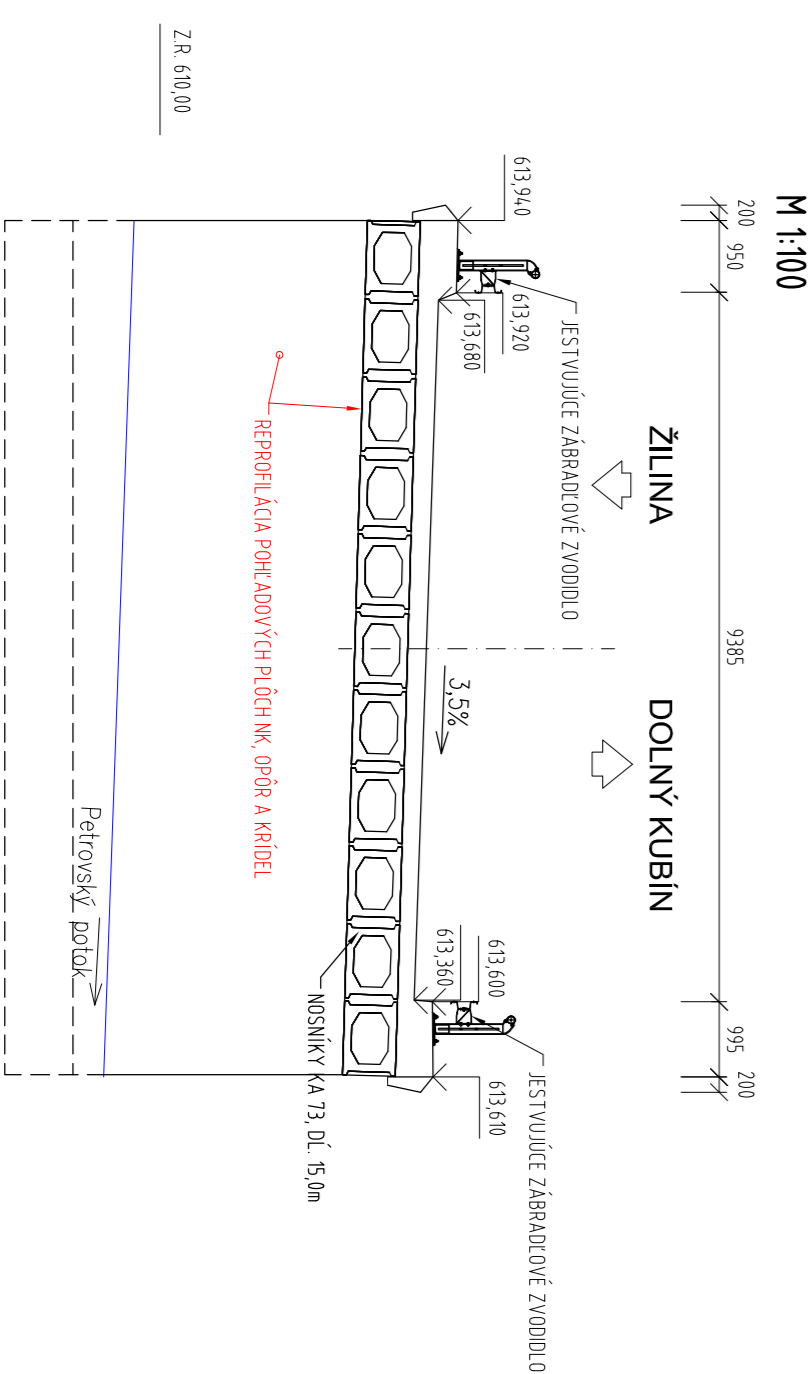 M 1:100
200
950
9385
995
200
ŽILINA
DOLNÝ KUBÍN
JESTVUJÚCE ZÁBRADĽOVÉ ZVODIDLO
JESTVUJÚCE ZÁBRADĽOVÉ ZVODIDLO
613,940
613,920
613,680
3,5%
613,600
613,360
613,610
NOSNÍKY KA 73, DĹ. 15,0m
REPROFILÁCIA POHĽADOVÝCH PLÔCH NK, OPÔR A KRÍDEL
Z.R. 610,00
Petrovský potok